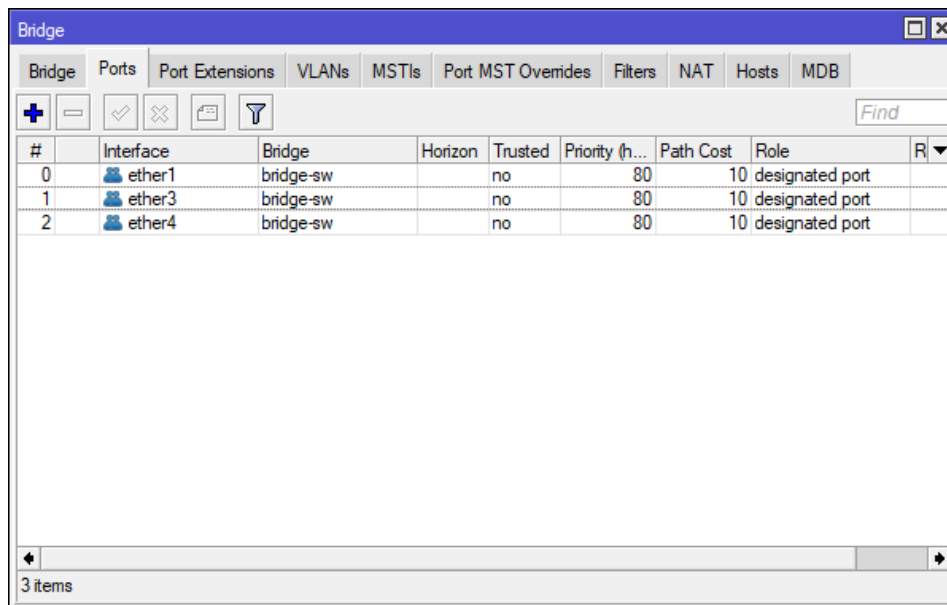 Bridge
Bridge Ports Port Extensions VLANs MSTIs Port MST Overrides Filters NAT Hosts MDB
Find
# Interface Bridge Horizon Trusted Priority (h... Path Cost Role R
0 ether1 bridge-sw no 80 10 designated port
1 ether3 bridge-sw no 80 10 designated port
2 ether4 bridge-sw no 80 10 designated port
3 items